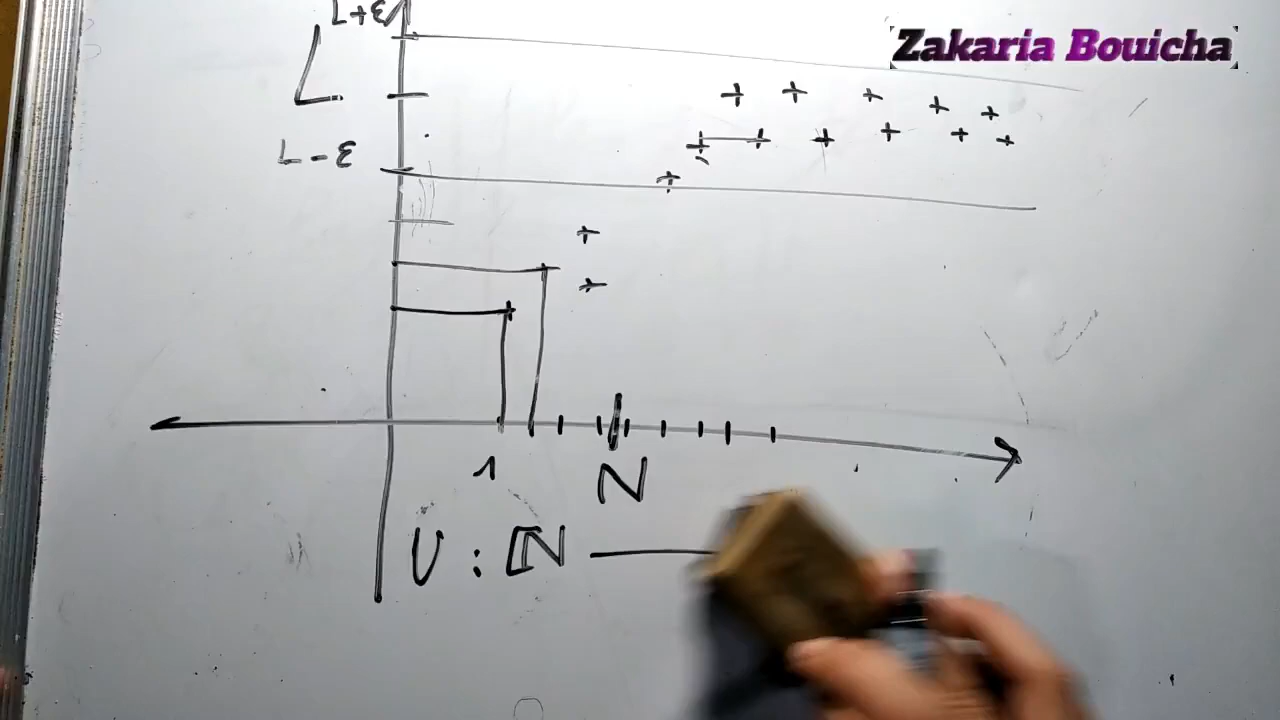 Zakaria Bouicha
L+ε
L
L-ε
1
N
U : ℕ